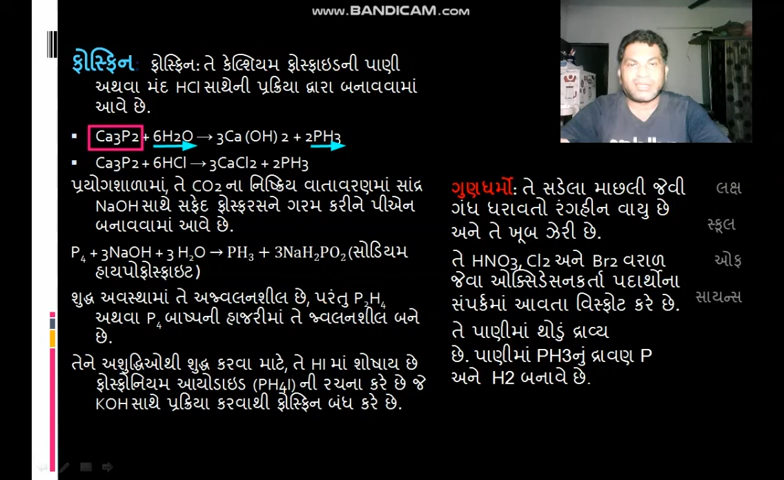 www.BANDICAM.com
ફોસ્ફિન: ફોસ્ફિન: તે કેલ્શિયમ ફોસ્ફાઇડની પાણી
અથવા મંદ HCl સાથેની પ્રક્રિયા દ્વારા બનાવવામાં
આવે છે.
▪ Ca3P2 + 6H2O → 3Ca (OH) 2 + 2PH3
▪ Ca3P2 + 6HCl → 3CaCl2 + 2PH3
પ્રયોગશાળામાં, તે CO2 ના નિષ્ક્રિય વાતાવરણમાં સાંદ્ર
NaOH સાથે સફેદ ફોસ્ફરસને ગરમ કરીને પીએન
બનાવવામાં આવે છે.
P₄ + 3NaOH + 3 H₂O → PH₃ + 3NaH₂PO₂ (સોડિયમ
હાયપોફોસ્ફાઇટ)
શુદ્ધ અવસ્થામાં તે અજ્વલનશીલ છે, પરંતુ P₂H₄
અથવા P₄ બાષ્પની હાજરીમાં તે જ્વલનશીલ બને
છે.
તેને અશુદ્ધિઓથી શુદ્ધ કરવા માટે, તે HI માં શોષાય છે
ફોસ્ફોનિયમ આયોડાઇડ (PH4I) ની રચના કરે છે જે
KOH સાથે પ્રક્રિયા કરવાથી ફોસ્ફિન બંધ કરે છે.
ગુણધર્મો: તે સડેલા માછલી જેવી
ગંધ ધરાવતો રંગહીન વાયુ છે
અને તે ખૂબ ઝેરી છે.
તે HNO3, Cl2 અને Br2 વરાળ
જેવા ઓક્સિડેસનકર્તા પદાર્થોના
સંપર્કમાં આવતા વિસ્ફોટ કરે છે.
તે પાણીમાં થોડું દ્રાવ્ય
છે. પાણીમાં PH3નું દ્રાવણ P
અને H2 બનાવે છે.
લક્ષ
સ્કૂલ
ઓફ
સાયન્સ